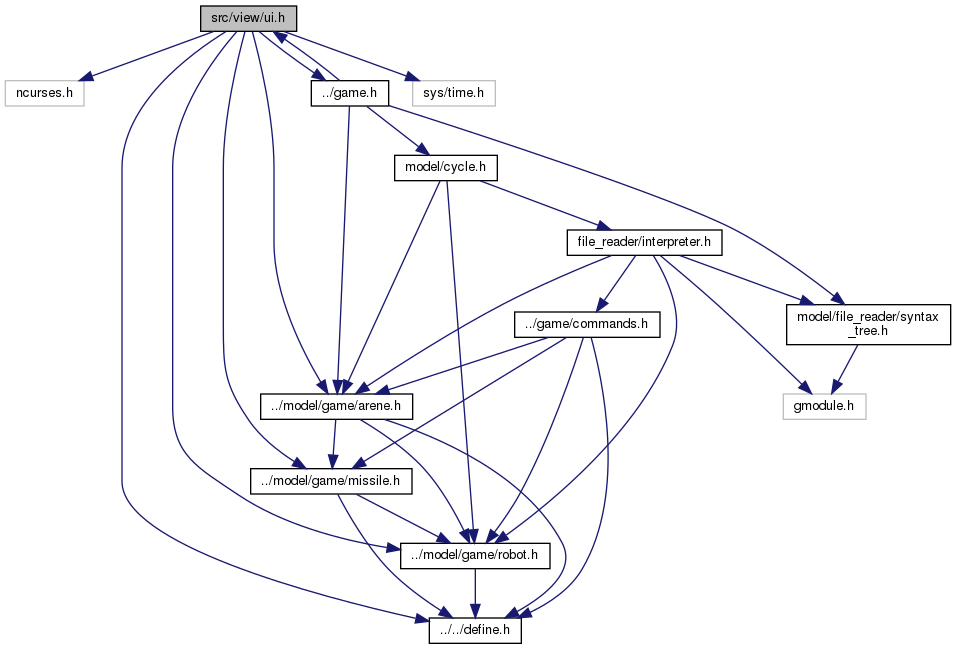 src/view/ui.h
ncurses.h
../game.h
sys/time.h
model/cycle.h
file_reader/interpreter.h
../game/commands.h
model/file_reader/syntax
_tree.h
../model/game/arene.h
gmodule.h
../model/game/missile.h
../model/game/robot.h
../../define.h